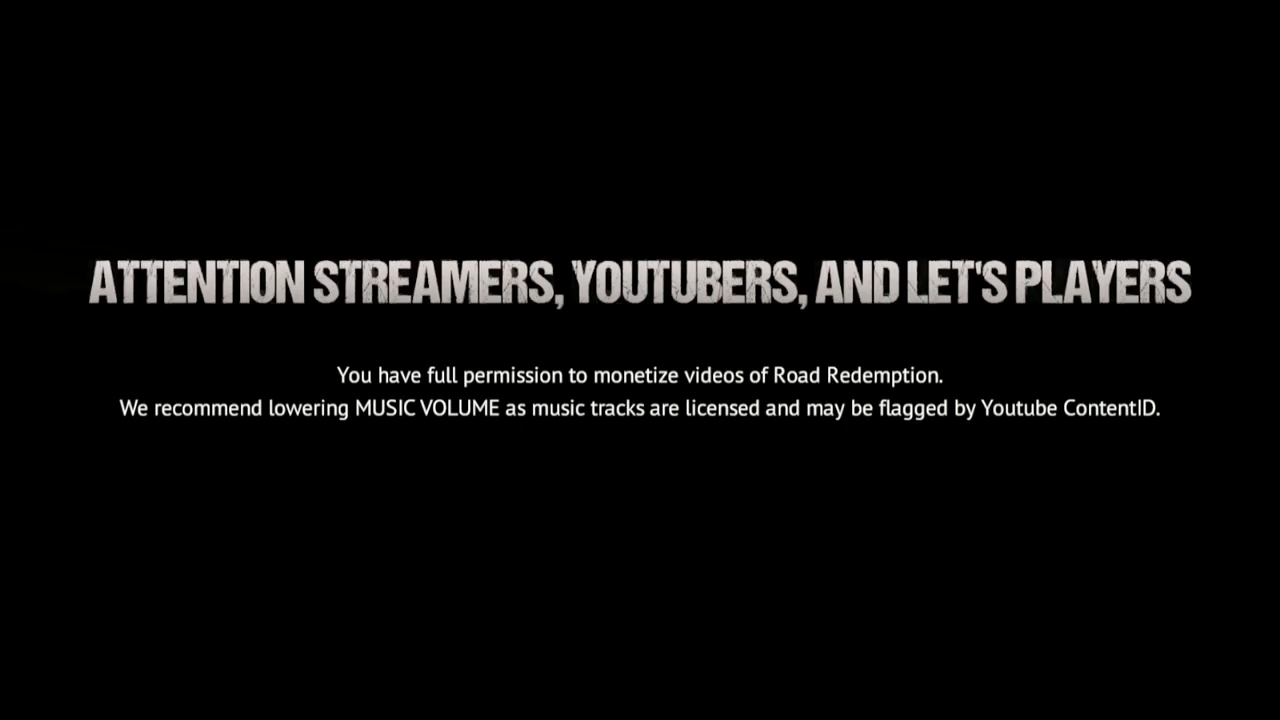 ATTENTION STREAMERS, YOUTUBERS, AND LET'S PLAYERS
You have full permission to monetize videos of Road Redemption.
We recommend lowering MUSIC VOLUME as music tracks are licensed and may be flagged by Youtube ContentID.